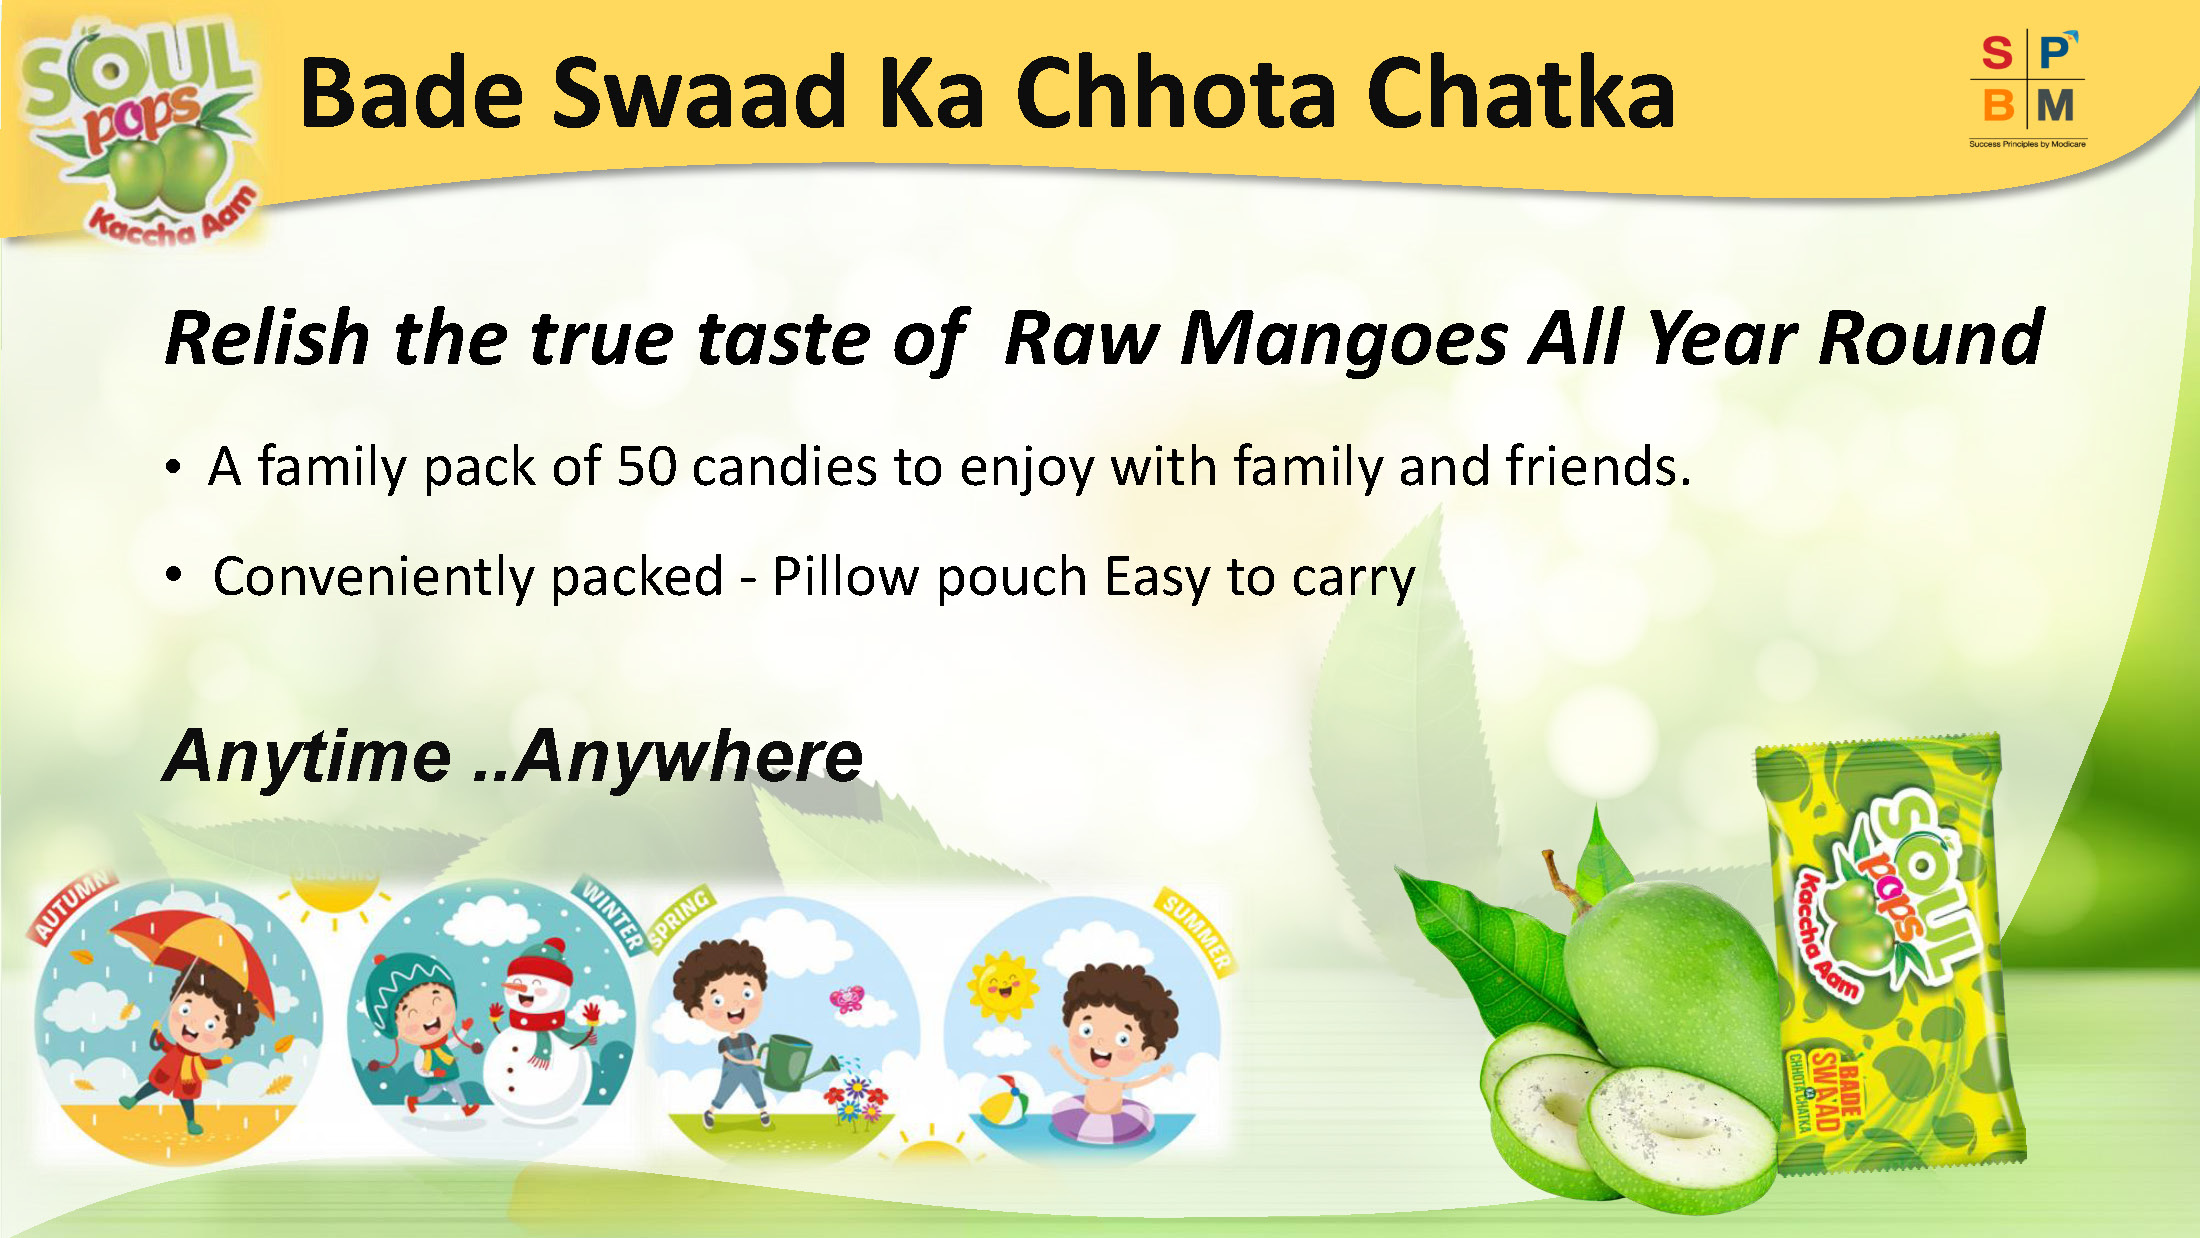 SOUL
pops
Kaccha Aam
Bade Swaad Ka Chhota Chatka
S P
B M
Success Principles by Modicare
Relish the true taste of Raw Mangoes All Year Round
• A family pack of 50 candies to enjoy with family and friends.
• Conveniently packed - Pillow pouch Easy to carry
Anytime ..Anywhere
AUTUMN
SEASONS
WINTER
SPRING
SUMMER
SOUL
pops
Kaccha Aam
BADE
SWAAD
KA
CHHOTA CHATKA